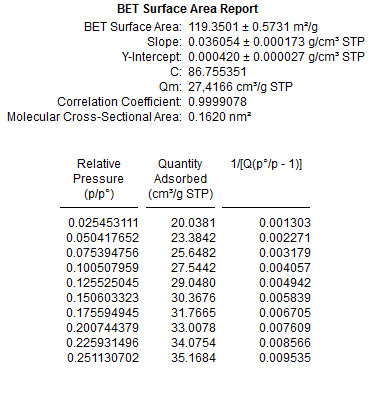 BET Surface Area Report
BET Surface Area: 119.3501 ± 0.5731 m²/g
Slope: 0.036054 ± 0.000173 g/cm³ STP
Y-Intercept: 0.000420 ± 0.000027 g/cm³ STP
C: 86.755351
Qm: 27,4166 cm³/g STP
Correlation Coefficient: 0.9999078
Molecular Cross-Sectional Area: 0.1620 nm²
Relative Pressure (p/p°) Quantity Adsorbed (cm³/g STP) 1/[Q(p°/p - 1)]
0.025453111 20.0381 0.001303
0.050417652 23.3842 0.002271
0.075394756 25.6482 0.003179
0.100507959 27.5442 0.004057
0.125525045 29.0480 0.004942
0.150603323 30.3676 0.005839
0.175594945 31.7665 0.006705
0.200744379 33.0078 0.007609
0.225931496 34.0754 0.008566
0.251130702 35.1684 0.009535